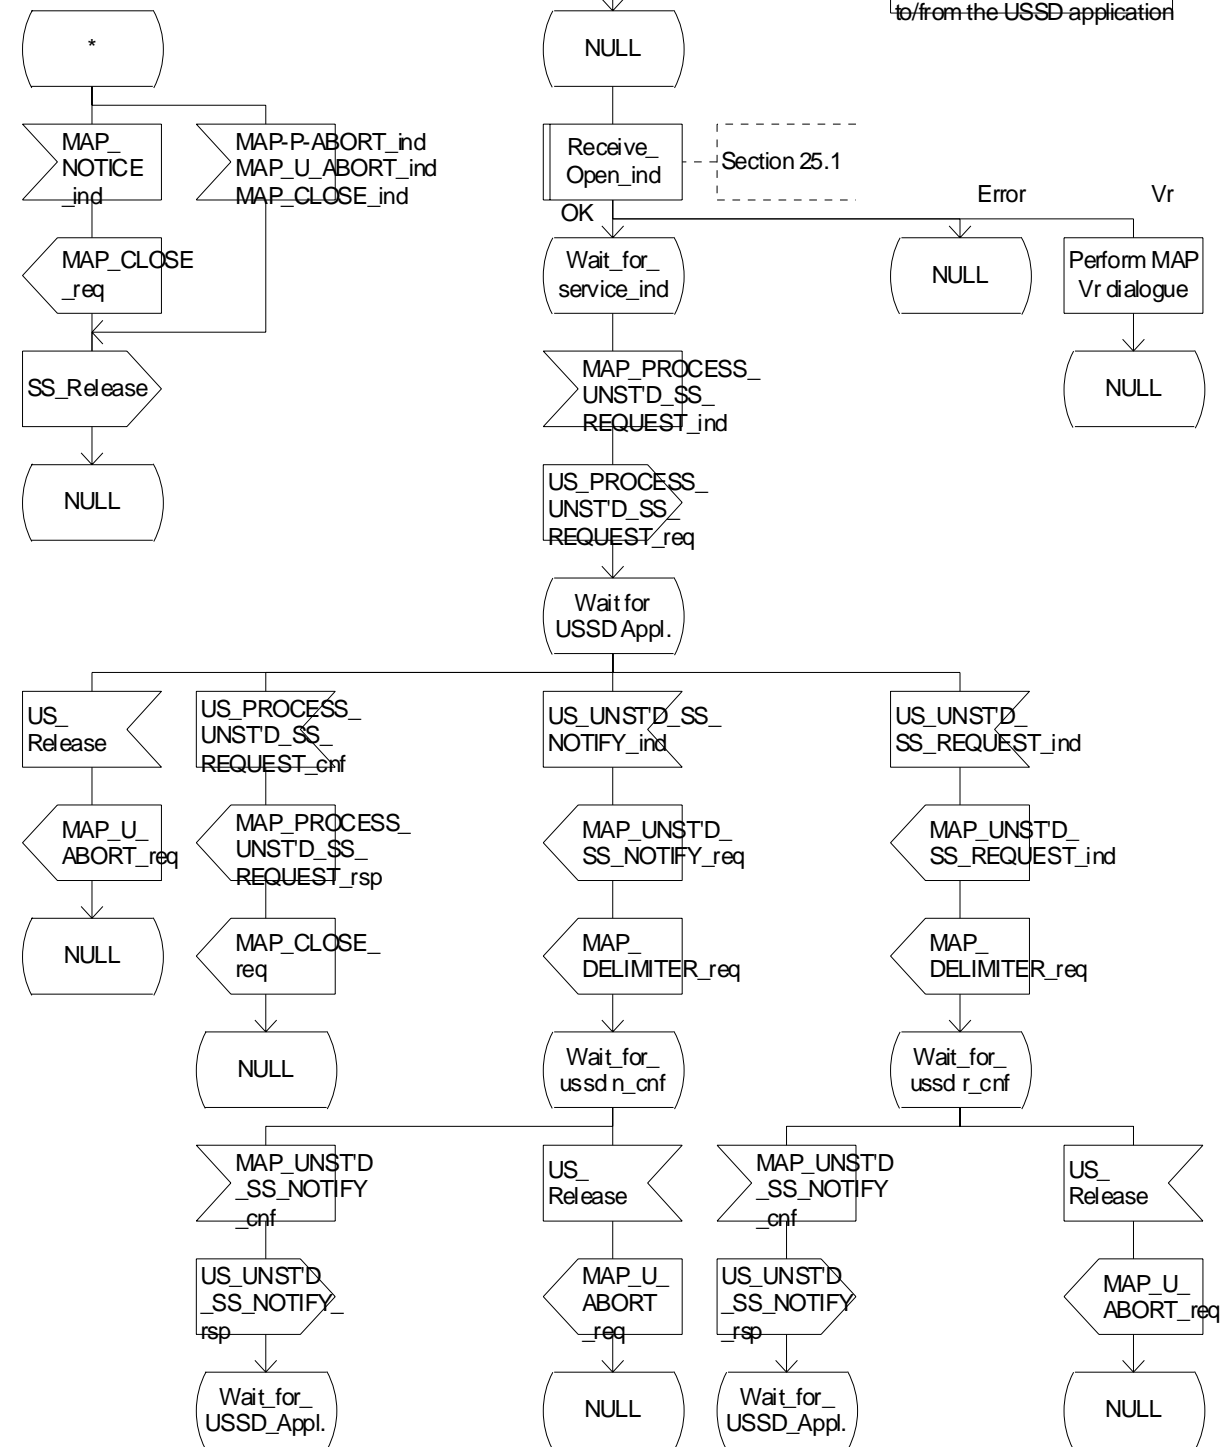 to/from the USSD application
*
NULL
MAP_
NOTICE
_ind
MAP-P-ABORT_ind
MAP_U_ABORT_ind
MAP_CLOSE_ind
Receive_
Open_ind
Section 25.1
OK
Error
Vr
MAP_CLOSE
_req
Wait_for_
service_ind
NULL
Perform MAP
Vr dialogue
SS_Release
MAP_PROCESS_
UNST'D_SS_
REQUEST_ind
NULL
NULL
US_PROCESS_
UNST'D_SS_
REQUEST_req
Wait for
USSD Appl.
US_
Release
US_PROCESS_
UNST'D_SS_
REQUEST_cnf
US_UNST'D_SS_
NOTIFY_ind
US_UNST'D_
SS_REQUEST_ind
MAP_U_
ABORT_req
MAP_PROCESS_
UNST'D_SS_
REQUEST_rsp
MAP_UNST'D_
SS_NOTIFY_req
MAP_UNST'D_
SS_REQUEST_ind
NULL
MAP_CLOSE_
req
MAP_
DELIMITER_req
MAP_
DELIMITER_req
NULL
Wait_for_
ussd n_cnf
Wait_for_
ussd r_cnf
MAP_UNST'D
_SS_NOTIFY
_cnf
US_
Release
MAP_UNST'D
_SS_NOTIFY
_cnf
US_
Release
US_UNST'D
_SS_NOTIFY_
rsp
MAP_U_
ABORT
_req
US_UNST'D
_SS_NOTIFY
_rsp
MAP_U_
ABORT_req
Wait_for_
USSD_Appl.
NULL
Wait_for_
USSD_Appl.
NULL